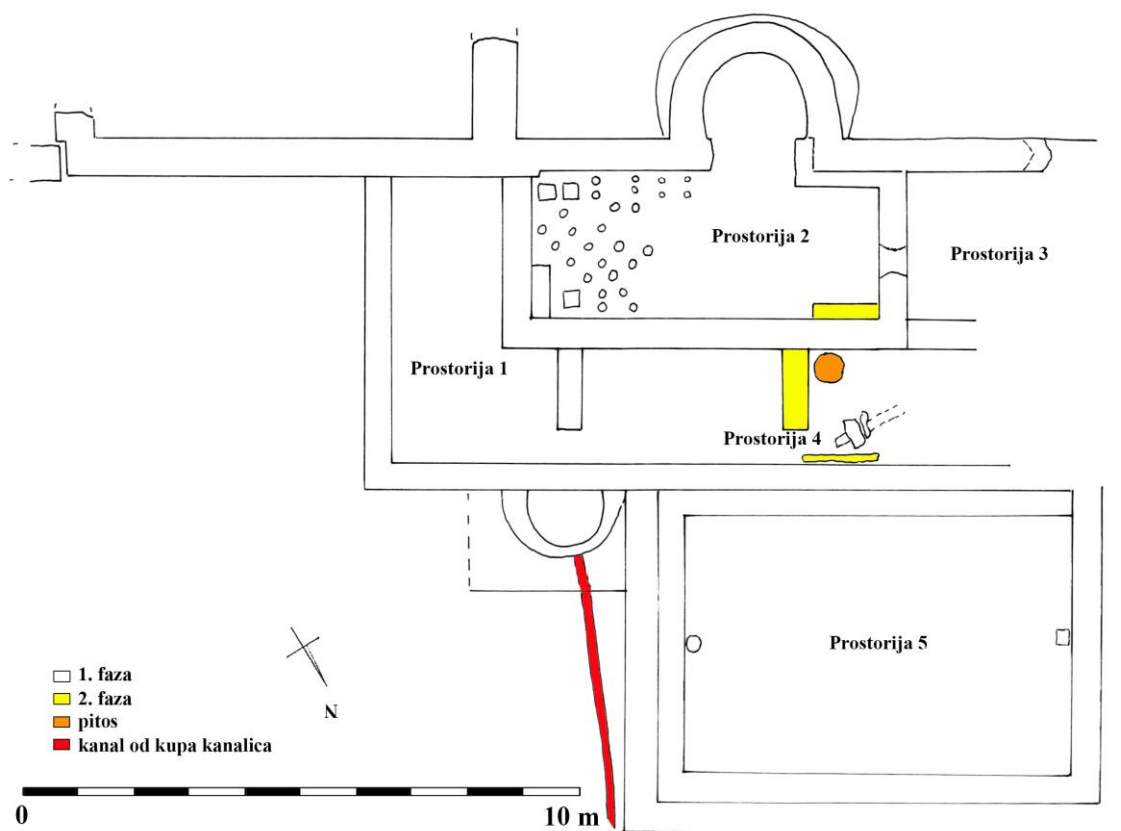 Prostorija 2
Prostorija 3
Prostorija 1
Prostorija 4
Prostorija 5
1. faza
2. faza
pitos
kanal od kupa kanalica
N
0
10 m